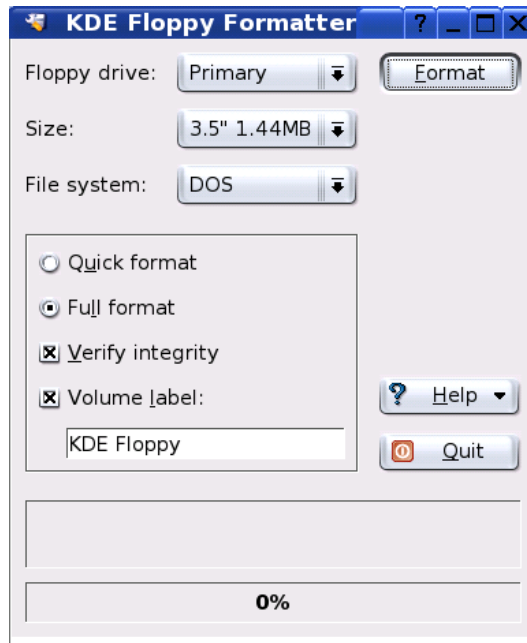 KDE Floppy Formatter
Floppy drive: Primary Format
Size: 3.5" 1.44MB
File system: DOS
Quick format
Full format
Verify integrity
Volume label:
KDE Floppy
Help
Quit
0%